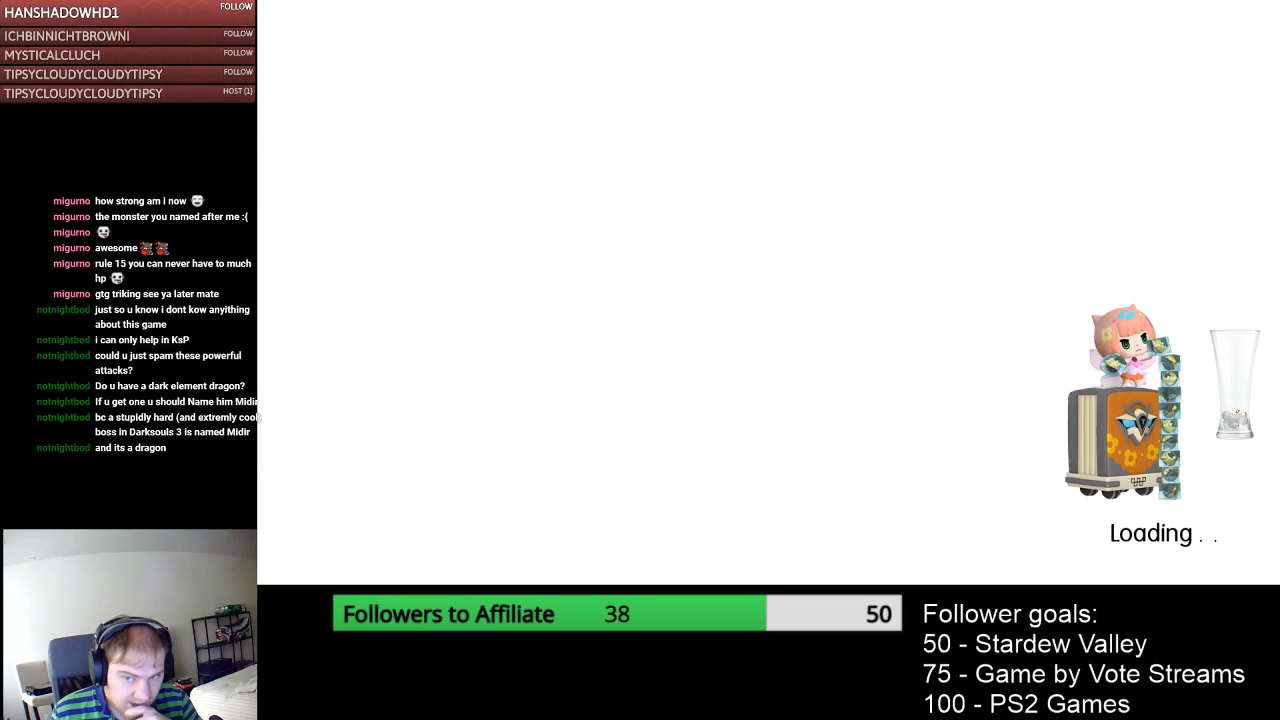 HANSHADOWHD1 FOLLOW
ICHBINNICHTBROWNI FOLLOW
MYSTICALCLUCH FOLLOW
TIPSYCLOUDYCLOUDYTIPSY FOLLOW
TIPSYCLOUDYCLOUDYTIPSY HOST (1)
migurno how strong am i now
migurno the monster you named after me :(
migurno
migurno awesome
migurno rule 15 you can never have to much
hp
migurno gtg triking see ya later mate
notnightbod just so u know i dont kow anyithing
about this game
notnightbod i can only help in KsP
notnightbod could u just spam these powerful
attacks?
notnightbod Do u have a dark element dragon?
notnightbod If u get one u should Name him Midir
notnightbod bc a stupidly hard (and extremly cool)
boss in Darksouls 3 is named Midir
notnightbod and its a dragon
Loading . .
Followers to Affiliate 38 50
Follower goals:
50 - Stardew Valley
75 - Game by Vote Streams
100 - PS2 Games